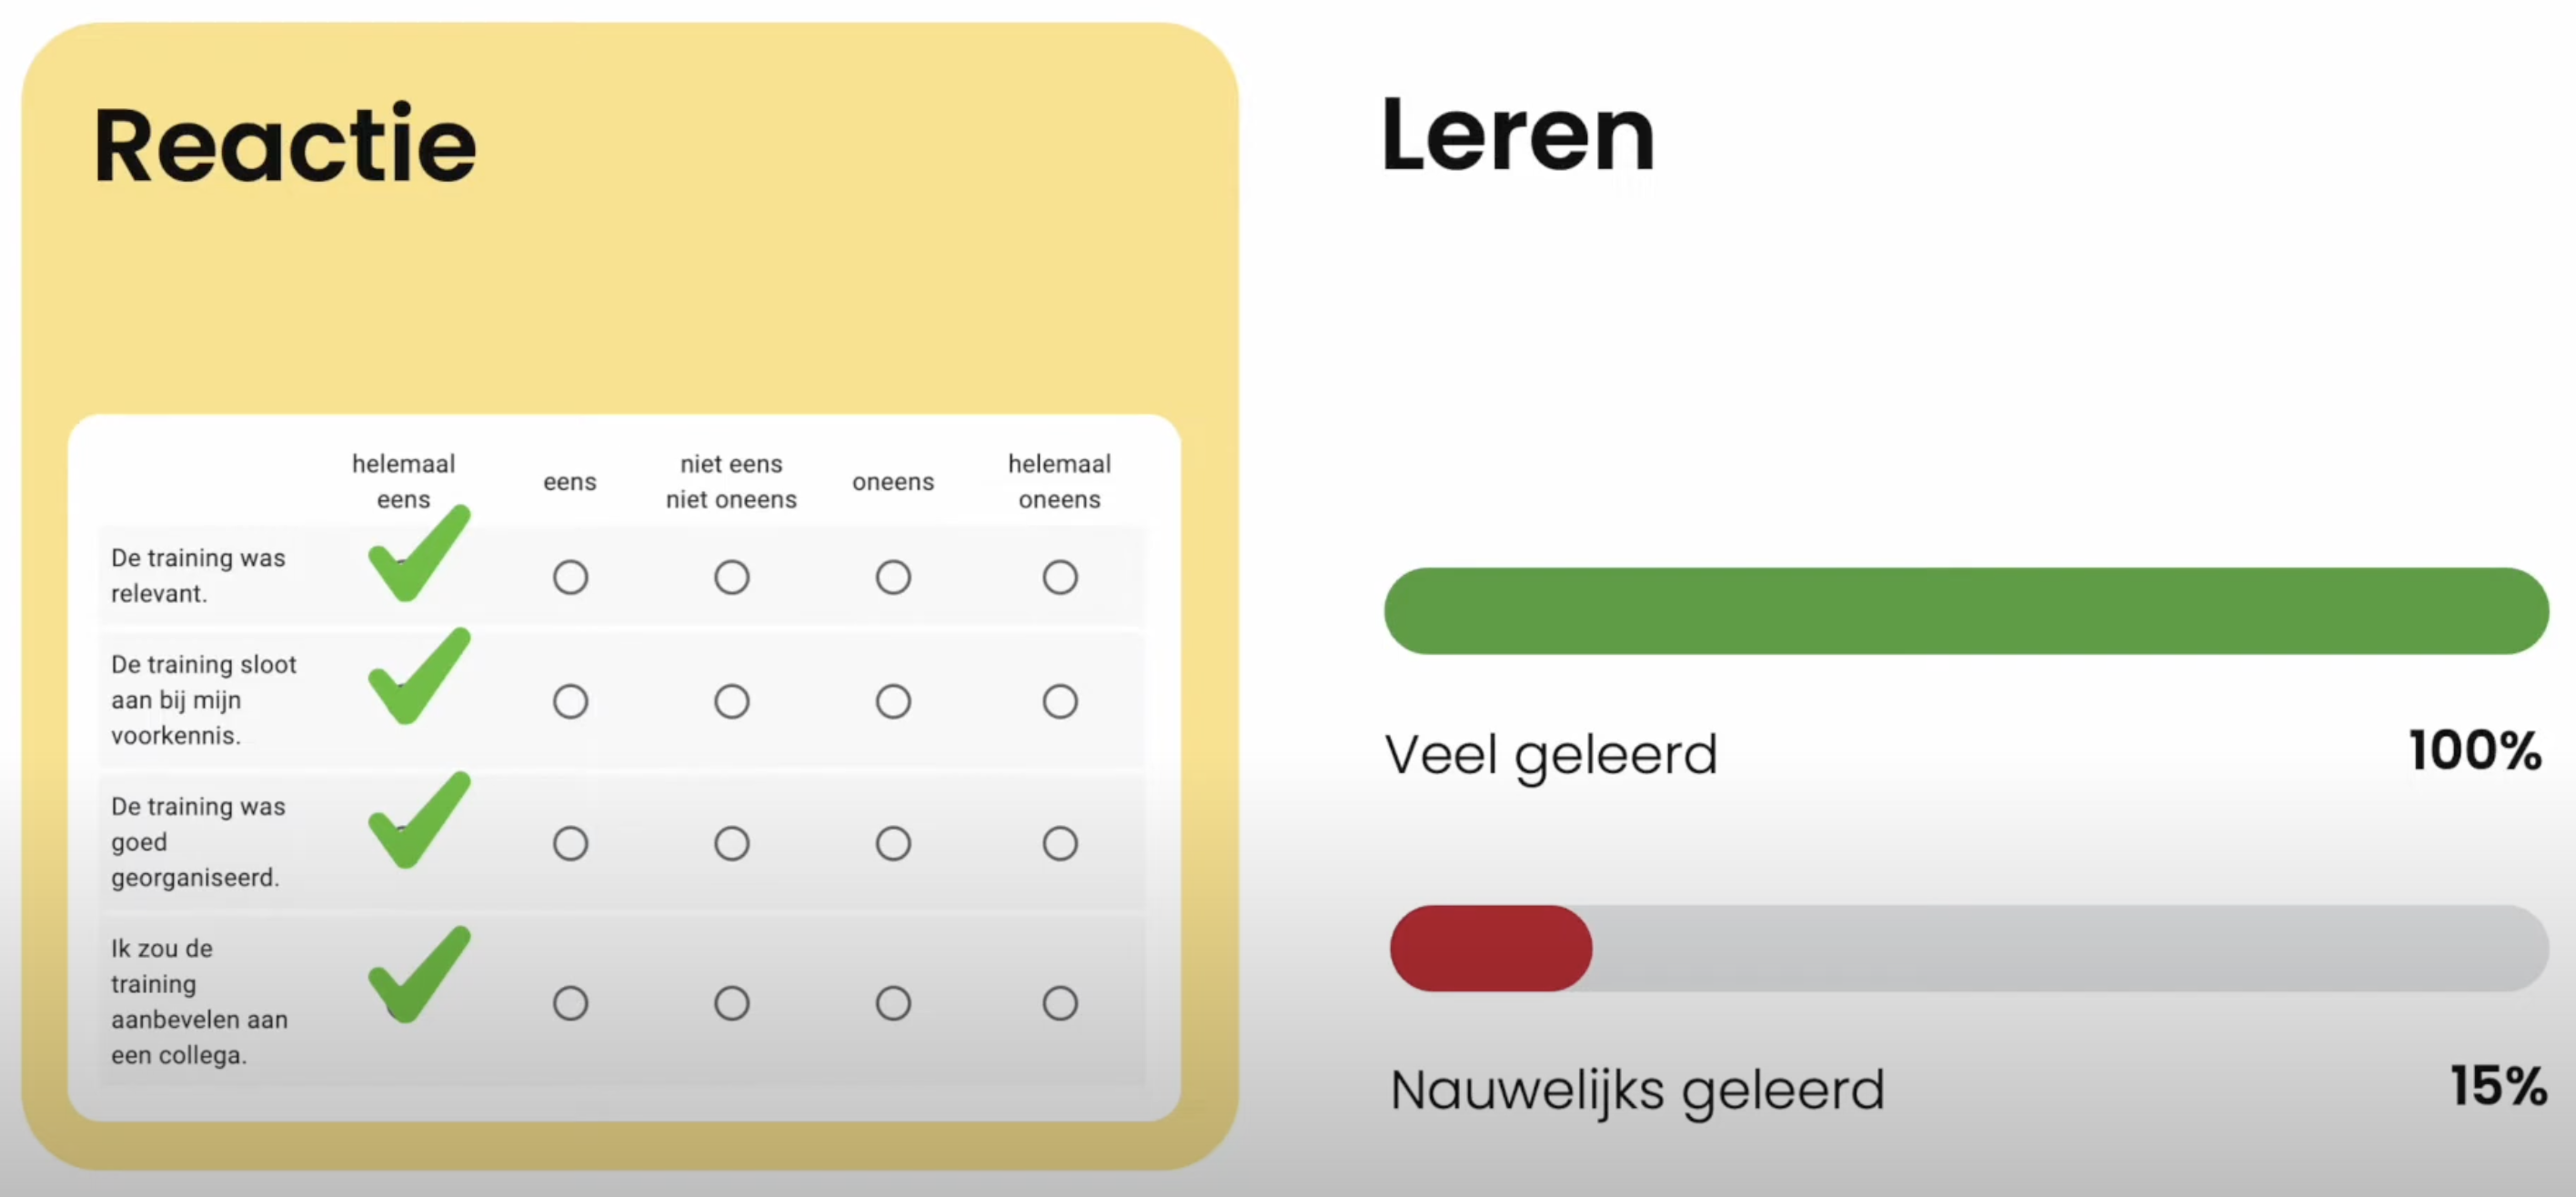 Reactie
helemaal
eens
eens
niet eens
niet oneens
oneens
helemaal
oneens
De training was
relevant.
De training sloot
aan bij mijn
voorkennis.
De training was
goed
georganiseerd.
Ik zou de
training
aanbevelen aan
een collega.
Leren
Veel geleerd
100%
Nauwelijks geleerd
15%